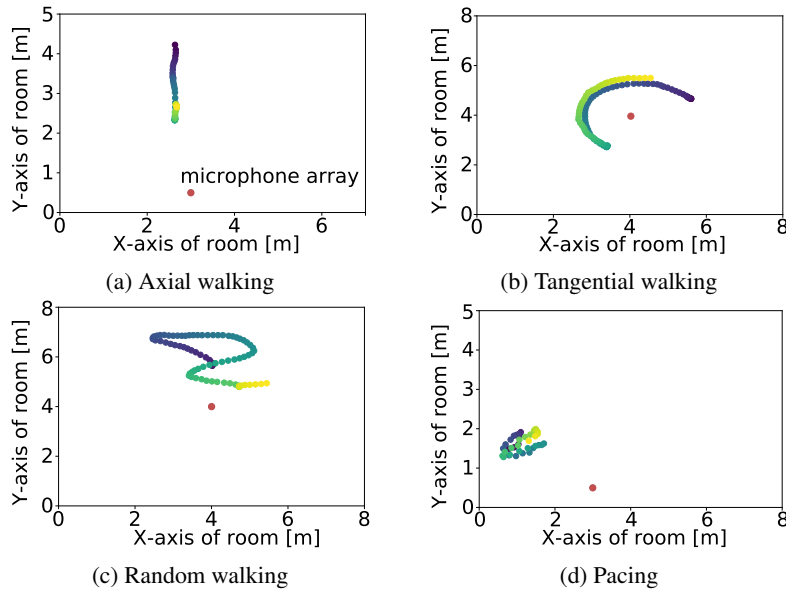 5
4
3
2
1
0
Y-axis of room [m]
microphone array
0 2 4 6
X-axis of room [m]
(a) Axial walking
8
6
4
2
0
Y-axis of room [m]
0 2 4 6 8
X-axis of room [m]
(b) Tangential walking
8
6
4
2
0
Y-axis of room [m]
0 2 4 6 8
X-axis of room [m]
(c) Random walking
5
4
3
2
1
0
Y-axis of room [m]
0 2 4 6 8
X-axis of room [m]
(d) Pacing